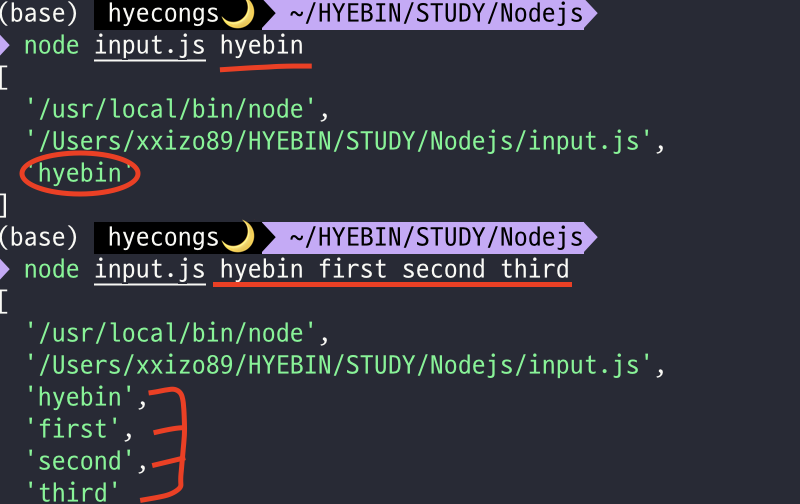 (base) hyecongs🌙 ~/HYEBIN/STUDY/Nodejs
node input.js hyebin
[
'/usr/local/bin/node',
'/Users/xxizo89/HYEBIN/STUDY/Nodejs/input.js',
'hyebin'
]
(base) hyecongs🌙 ~/HYEBIN/STUDY/Nodejs
node input.js hyebin first second third
[
'/usr/local/bin/node',
'/Users/xxizo89/HYEBIN/STUDY/Nodejs/input.js',
'hyebin',
'first',
'second',
'third'